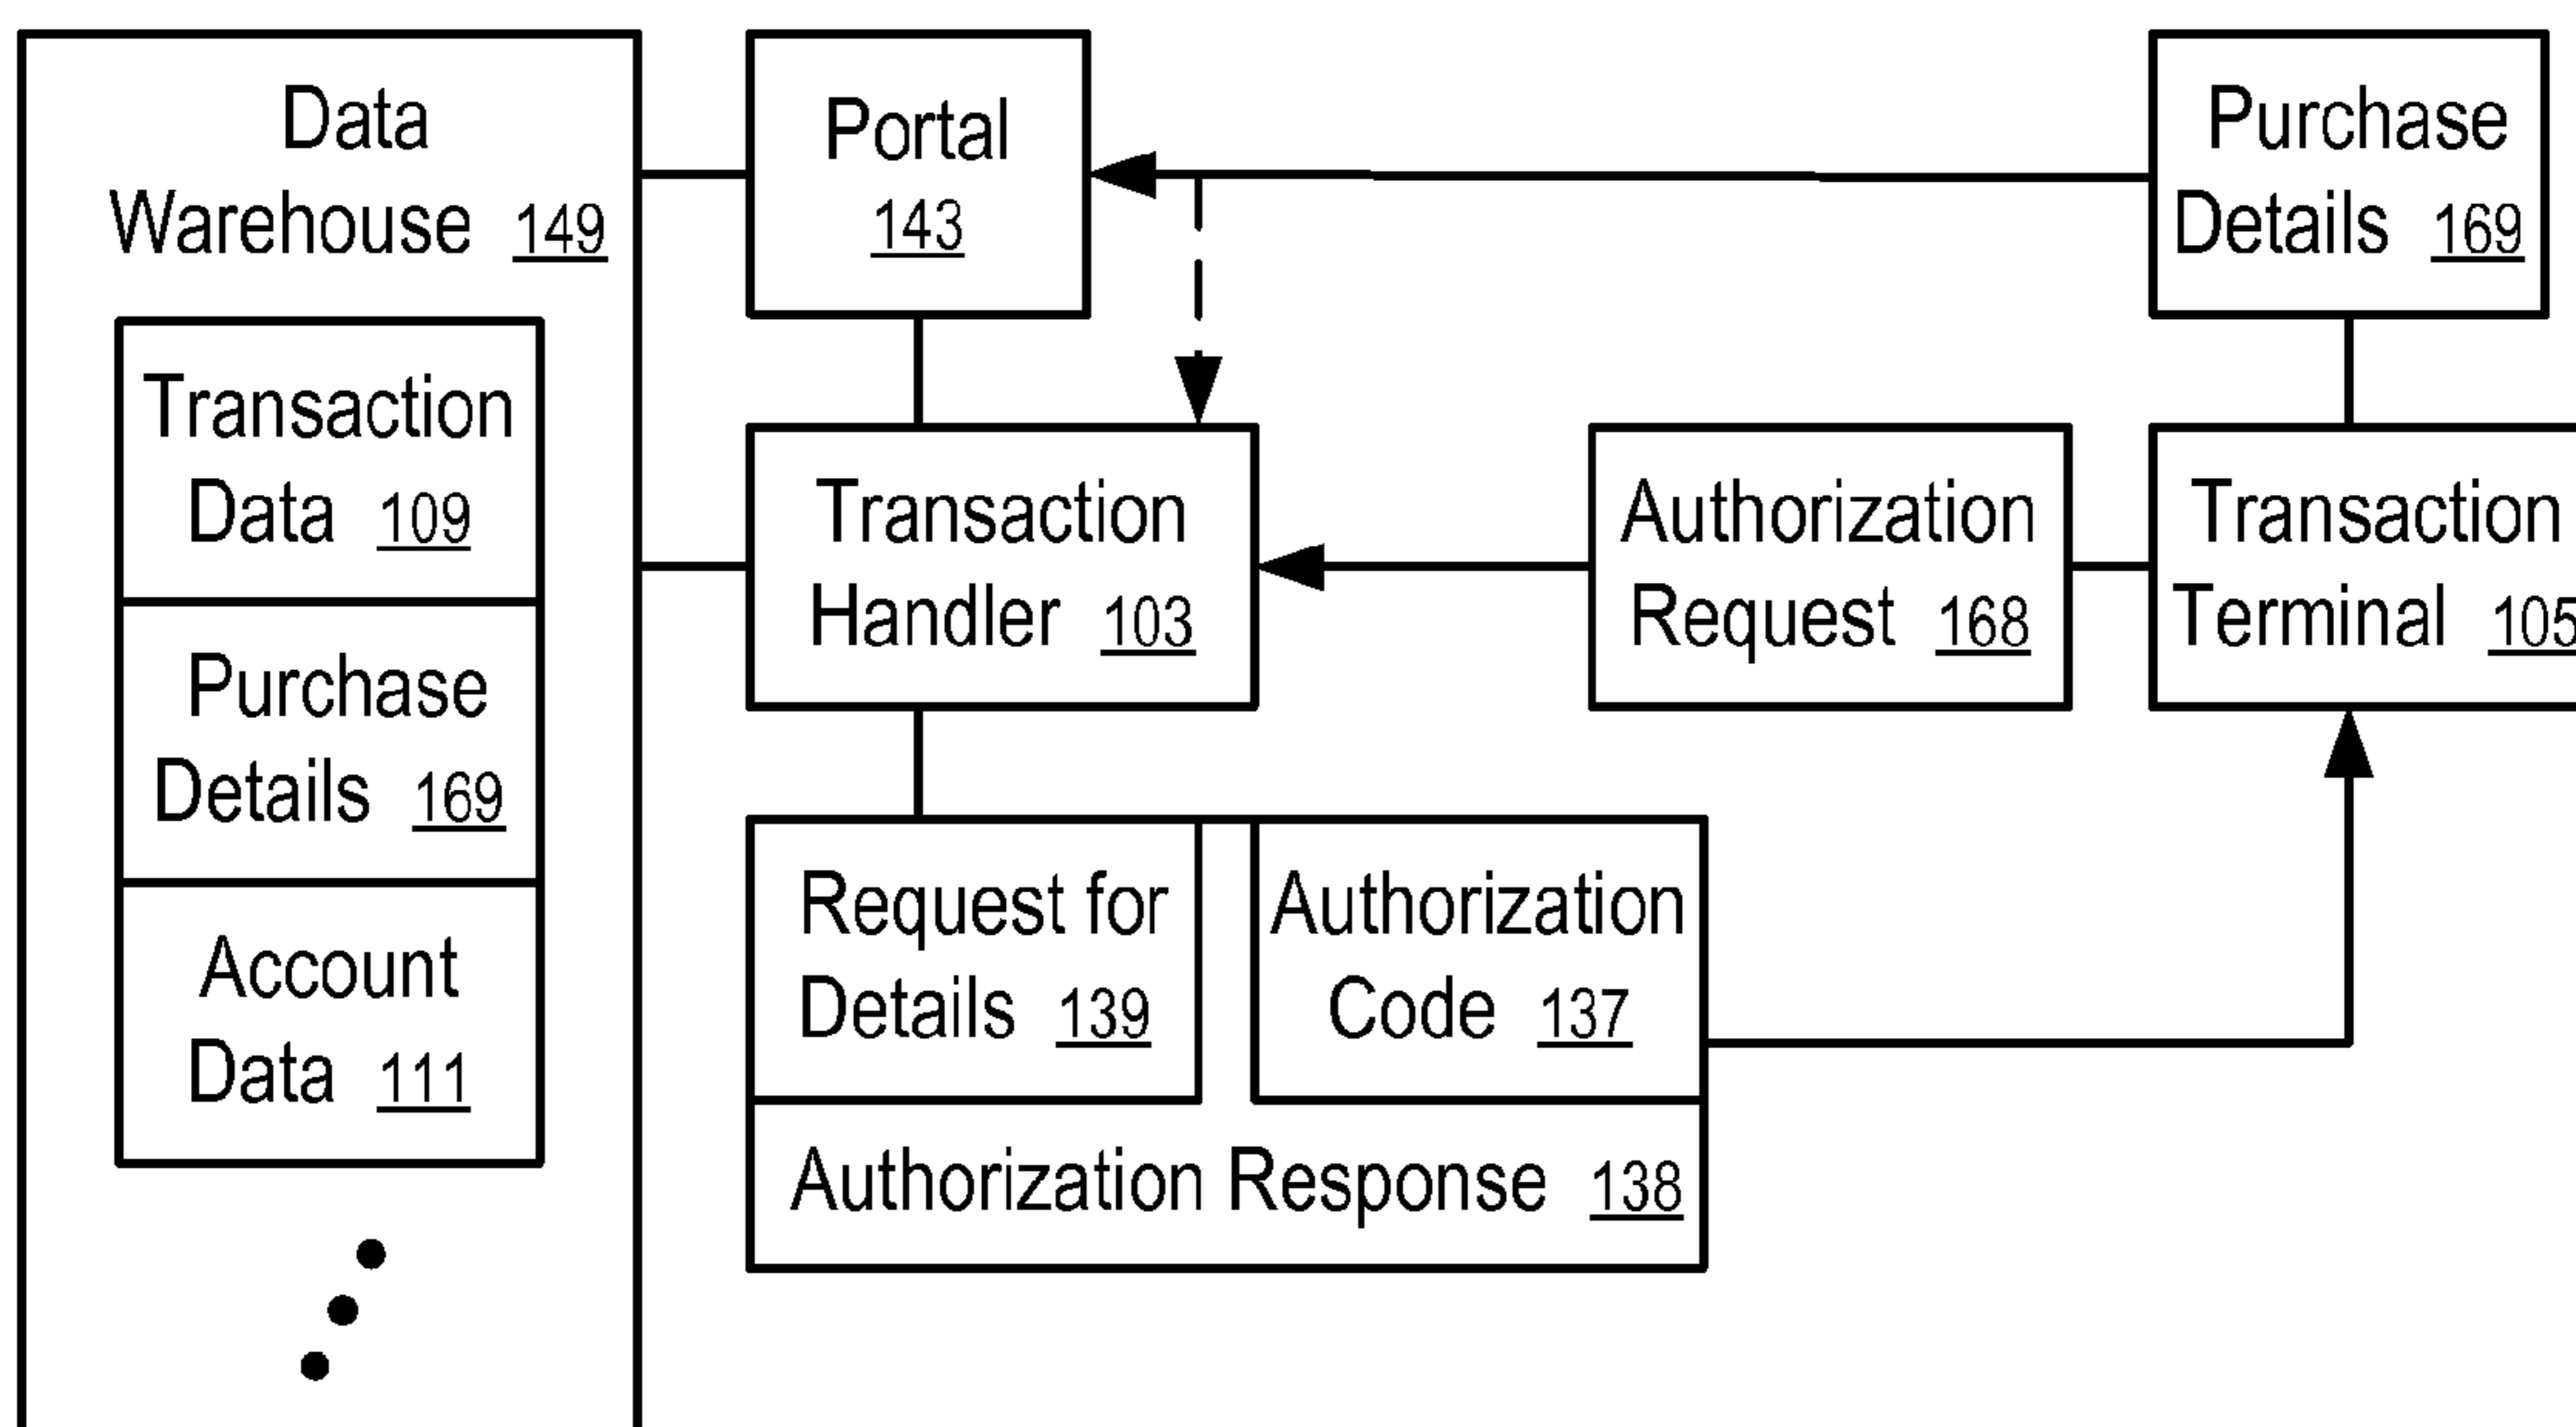 Data
Warehouse 149
Transaction
Data 109
Purchase
Details 169
Account
Data 111
Portal
143
Purchase
Details 169
Transaction
Handler 103
Authorization
Request 168
Transaction
Terminal 105
Request for
Details 139
Authorization
Code 137
Authorization Response 138